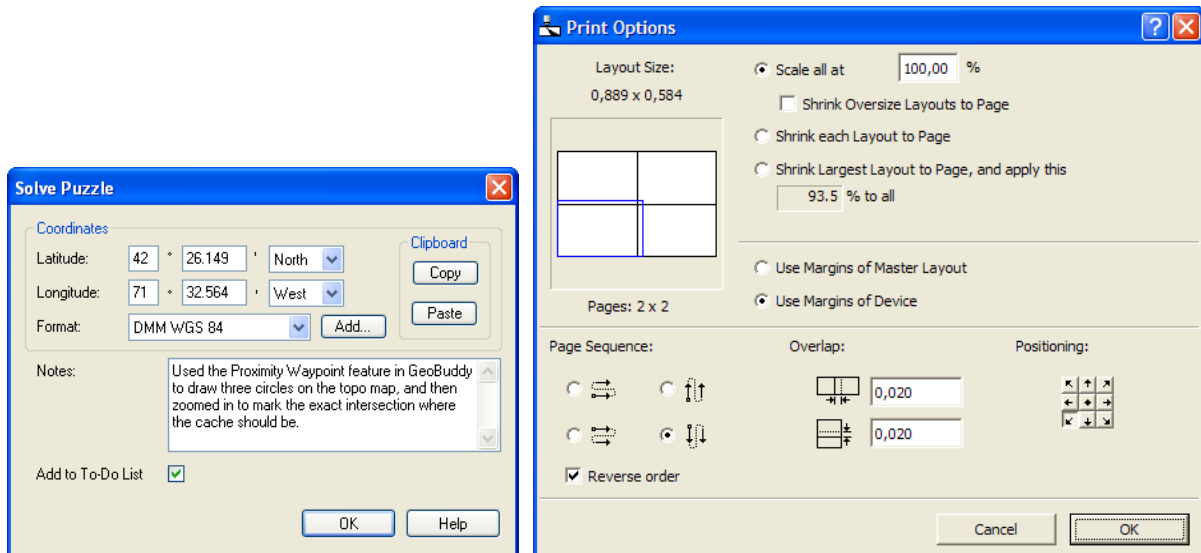 Solve Puzzle
Coordinates
Latitude: 42 ° 26.149 ' North
Longitude: 71 ° 32.564 ' West
Format: DMM WGS 84 Add...
Clipboard
Copy
Paste
Notes:
Used the Proximity Waypoint feature in GeoBuddy
to draw three circles on the topo map, and then
zoomed in to mark the exact intersection where
the cache should be.
Add to To-Do List
OK Help
Print Options
Layout Size:
0,889 x 0,584
Pages: 2 x 2
Scale all at 100,00 %
Shrink Oversize Layouts to Page
Shrink each Layout to Page
Shrink Largest Layout to Page, and apply this
93.5 % to all
Use Margins of Master Layout
Use Margins of Device
Page Sequence:
Reverse order
Overlap:
0,020
0,020
Positioning:
Cancel OK